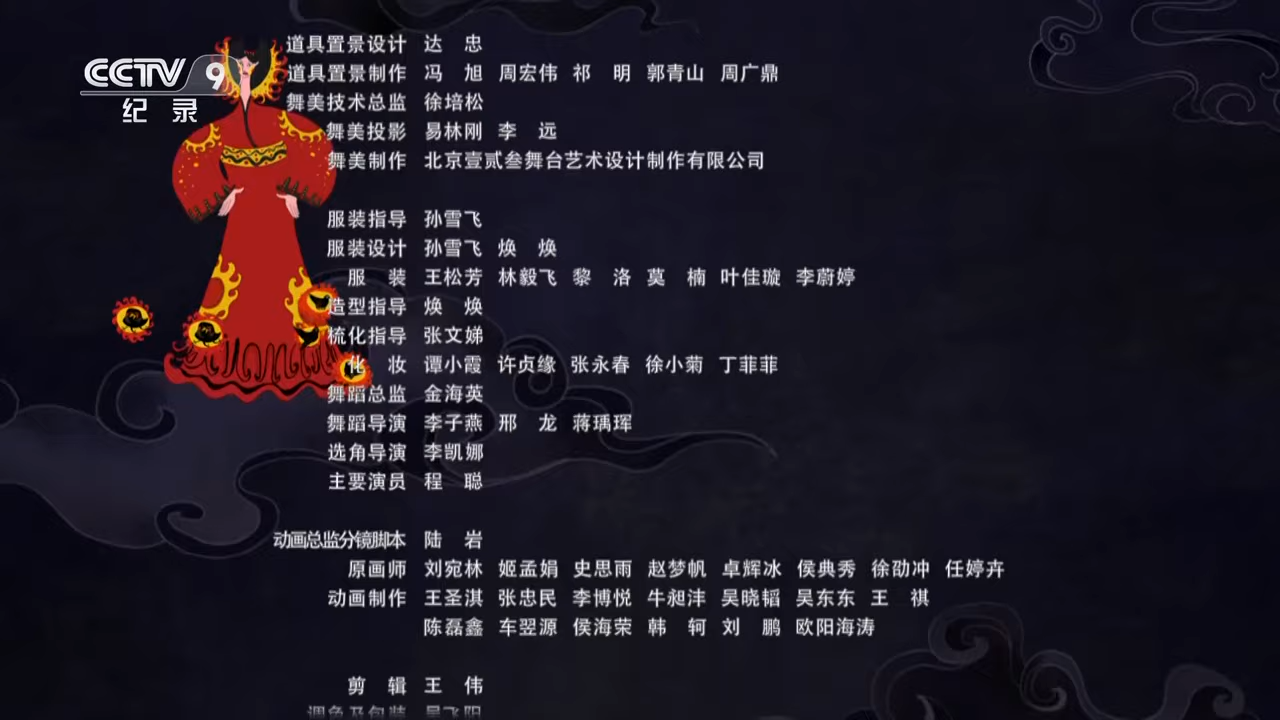 CCTV 9
纪录
道具置景设计 达 忠
道具置景制作 冯 旭 周宏伟 祁 明 郭青山 周广鼎
舞美技术总监 徐培松
舞美投影 易林刚 李 远
舞美制作 北京壹贰叁舞台艺术设计制作有限公司
服装指导 孙雪飞
服装设计 孙雪飞 焕 焕
服 装 王松芳 林毅飞 黎 洛 莫 楠 叶佳璇 李蔚婷
造型指导 焕 焕
梳化指导 张文娣
化 妆 谭小霞 许贞缘 张永春 徐小菊 丁菲菲
舞蹈总监 金海英
舞蹈导演 李子燕 邢 龙 蒋瑀珲
选角导演 李凯娜
主要演员 程 聪
动画总监分镜脚本 陆 岩
原画师 刘宛林 姬孟娟 史思雨 赵梦帆 卓辉冰 侯典秀 徐劭冲 任婷卉
动画制作 王圣淇 张忠民 李博悦 牛昶沣 吴晓韬 吴东东 王 祺
陈磊鑫 车翌源 侯海荣 韩 轲 刘 鹏 欧阳海涛
剪 辑 王 伟
调色及包装 吴飞阳